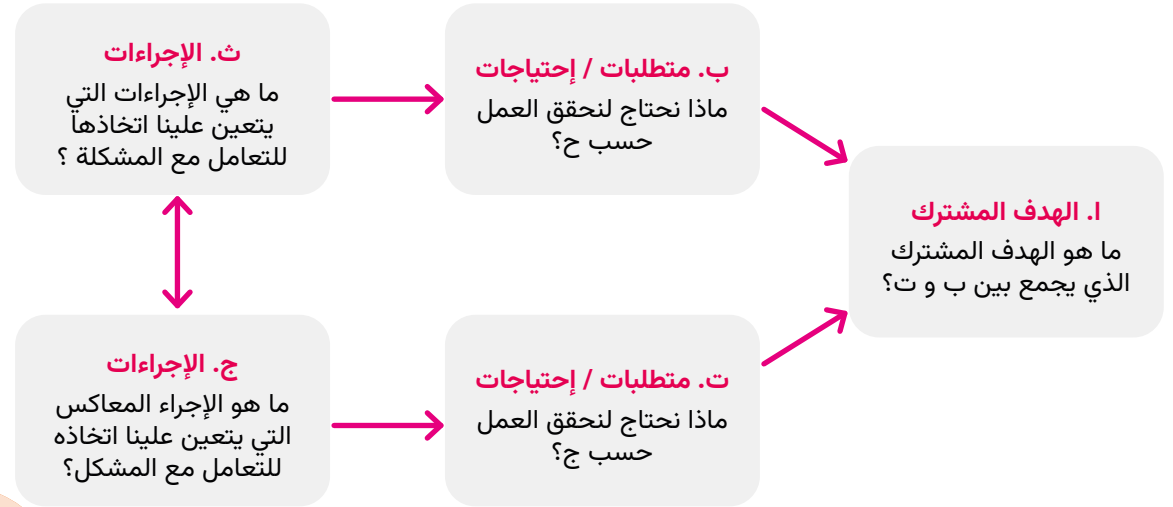 ث. الإجراءات
ما هي الإجراءات التي
يتعين علينا اتخاذها
للتعامل مع المشكلة ؟
ب. متطلبات / إحتياجات
ماذا نحتاج لنحقق العمل
حسب ح؟
ا. الهدف المشترك
ما هو الهدف المشترك
الذي يجمع بين ب و ت؟
ج. الإجراءات
ما هو الإجراء المعاكس
التي يتعين علينا اتخاذه
للتعامل مع المشكل؟
ت. متطلبات / إحتياجات
ماذا نحتاج لنحقق العمل
حسب ج؟